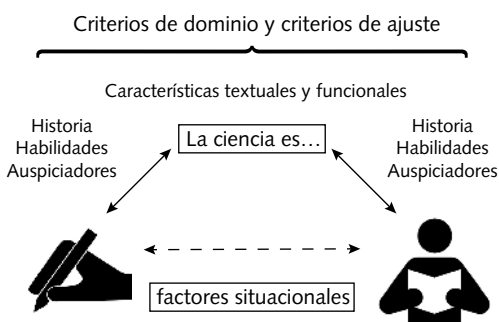 Criterios de dominio y criterios de ajuste
Características textuales y funcionales
Historia
Habilidades
Auspiciadores
La ciencia es...
Historia
Habilidades
Auspiciadores
factores situacionales